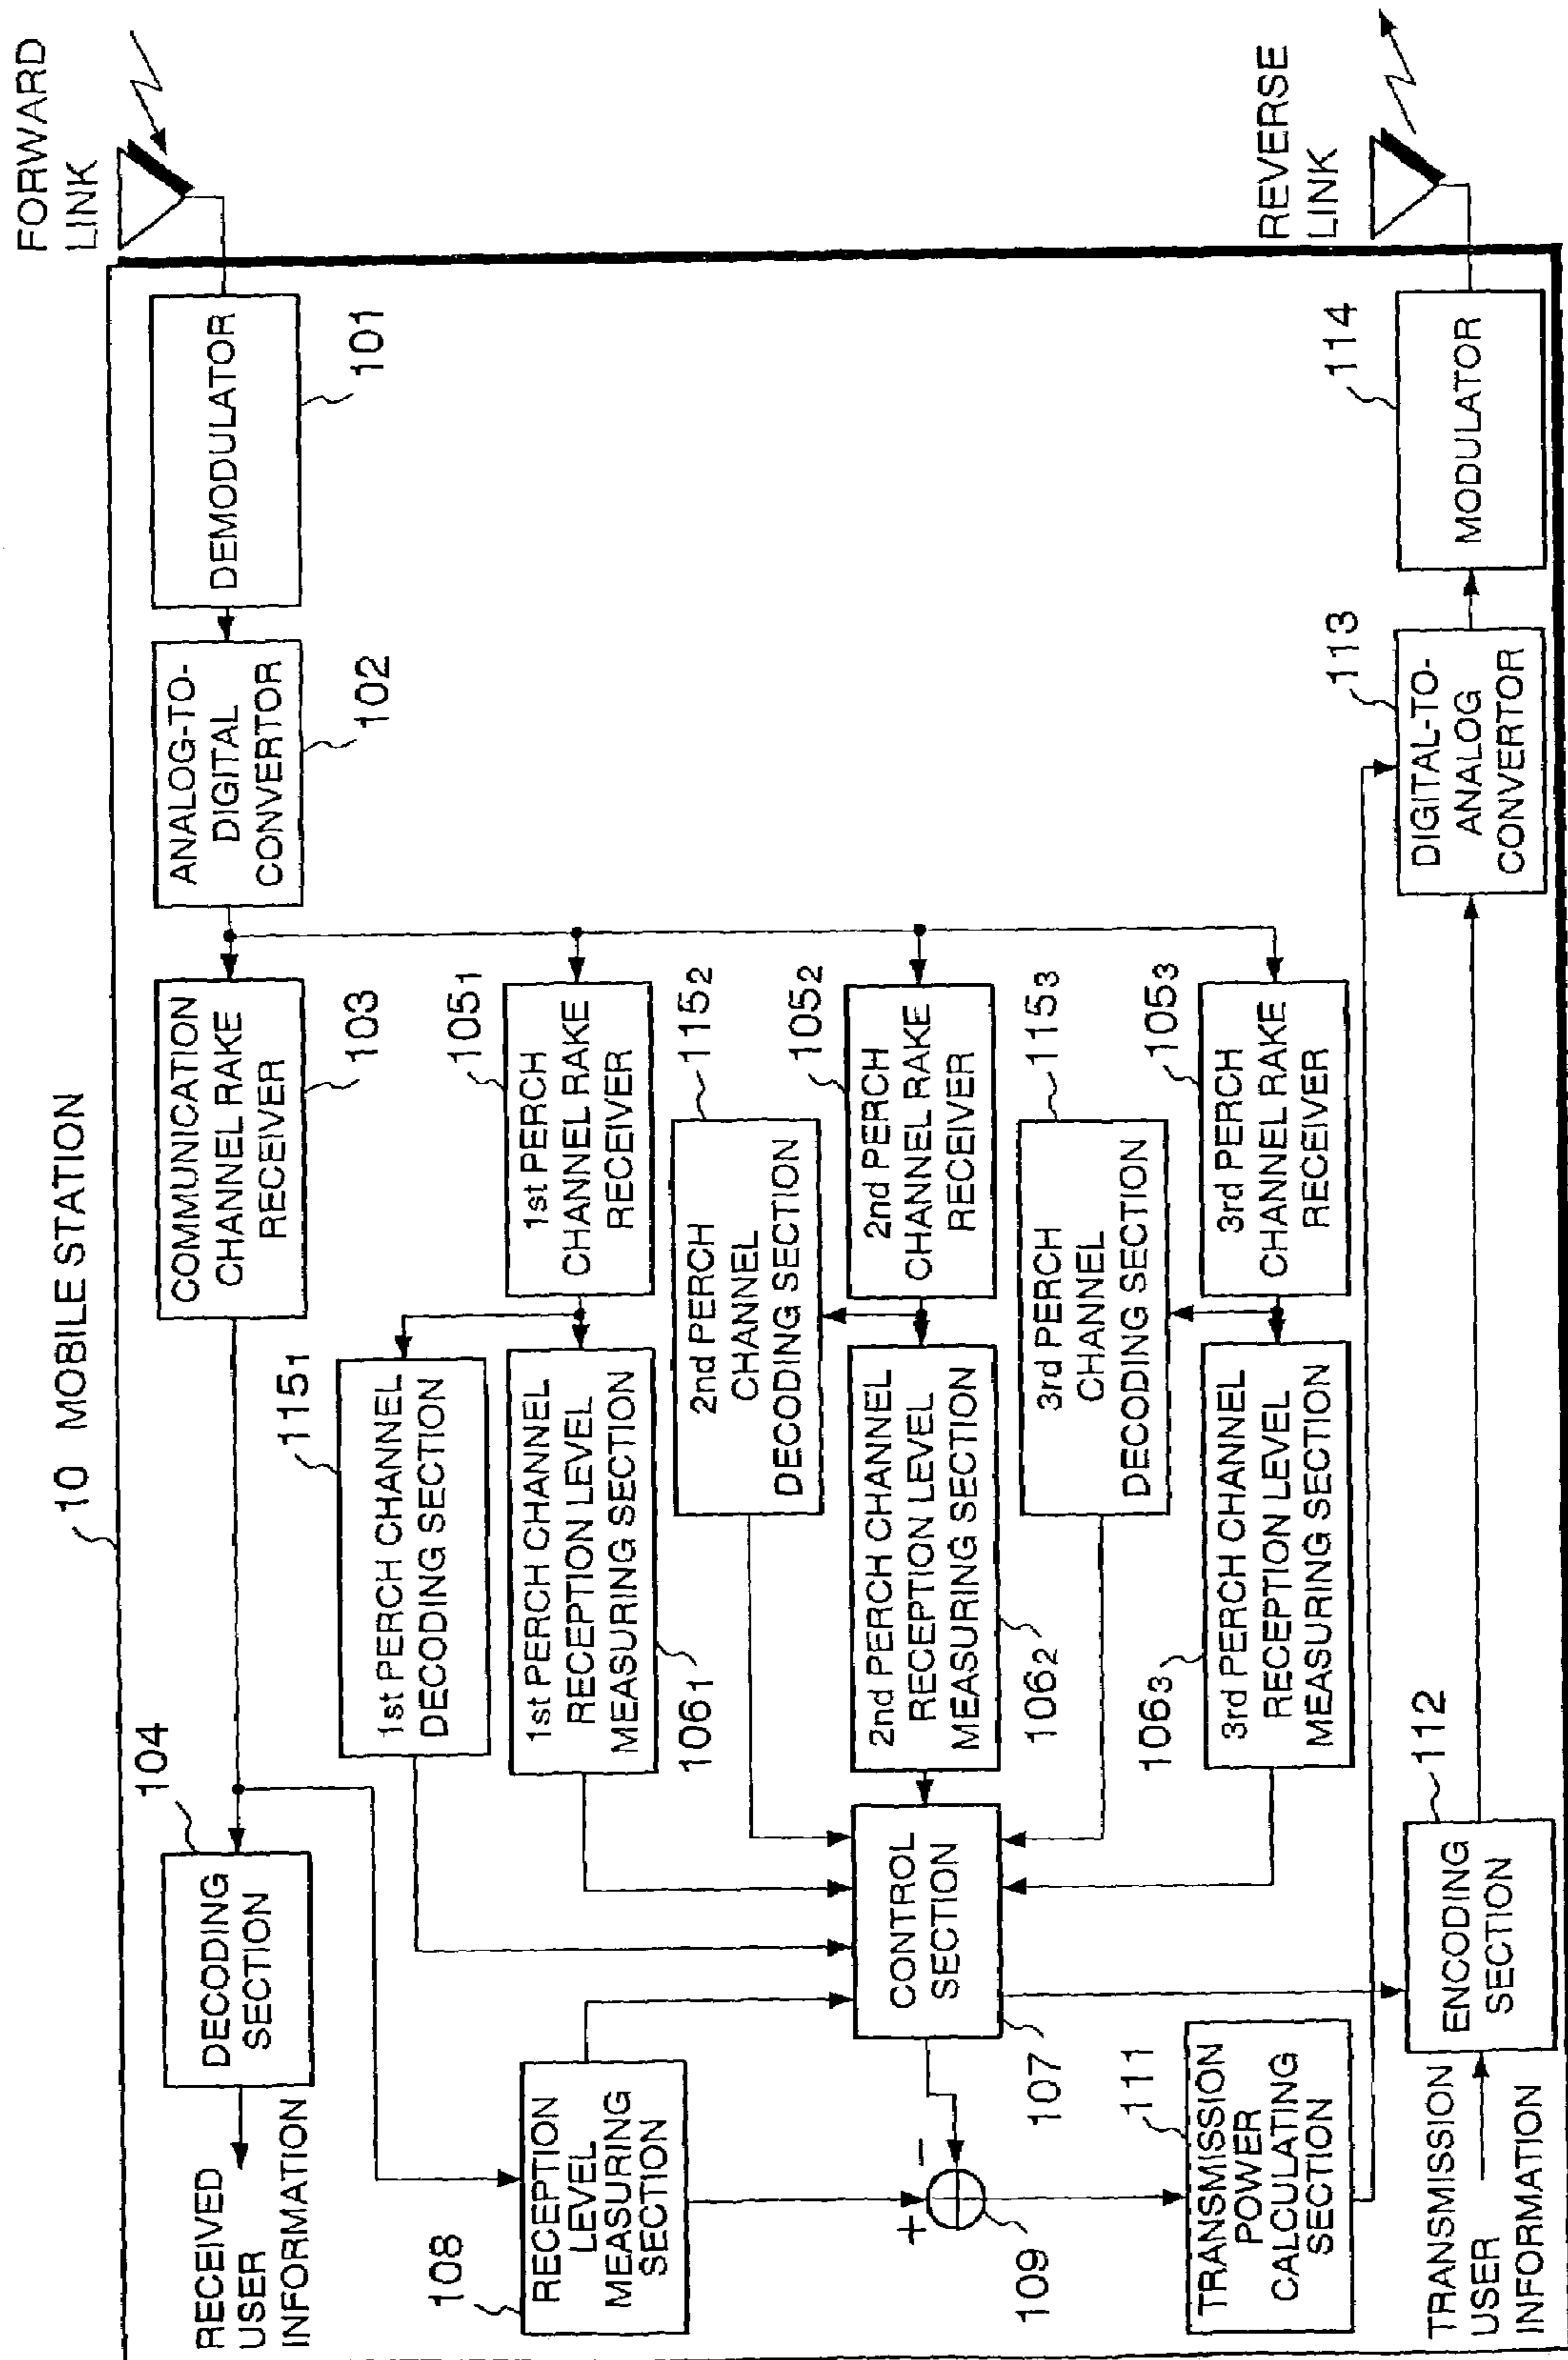 10 MOBILE STATION
FORWARD
LINK
DEMODULATOR
101
ANALOG-TO-
DIGITAL
CONVERTOR
102
COMMUNICATION
CHANNEL RAKE
RECEIVER
103
104
DECODING
SECTION
RECEIVED
USER
INFORMATION
115₁
1st PERCH CHANNEL
DECODING SECTION
105₁
1st PERCH
CHANNEL RAKE
RECEIVER
1st PERCH CHANNEL
RECEPTION LEVEL
MEASURING SECTION
106₁
115₂
2nd PERCH
CHANNEL
DECODING SECTION
105₂
2nd PERCH
CHANNEL RAKE
RECEIVER
2nd PERCH CHANNEL
RECEPTION LEVEL
MEASURING SECTION
106₂
115₃
3rd PERCH
CHANNEL
DECODING SECTION
105₃
3rd PERCH
CHANNEL RAKE
RECEIVER
106₃
3rd PERCH CHANNEL
RECEPTION LEVEL
MEASURING SECTION
CONTROL
SECTION
107
108
RECEPTION
LEVEL
MEASURING
SECTION
+
−
109
111
TRANSMISSION
POWER
CALCULATING
SECTION
112
ENCODING
SECTION
TRANSMISSION
USER
INFORMATION
113
DIGITAL-TO-
ANALOG
CONVERTOR
114
MODULATOR
REVERSE
LINK